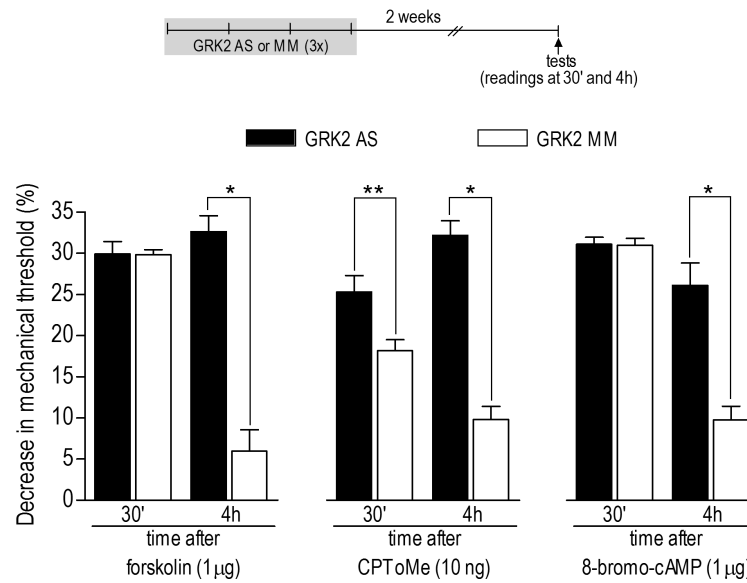 2 weeks
GRK2 AS or MM (3x)
tests
(readings at 30' and 4h)
GRK2 AS
GRK2 MM
Decrease in mechanical threshold (%)
35
30
25
20
15
10
5
0
*
** *
*
30' 4h
time after
forskolin (1µg)
30' 4h
time after
CPToMe (10 ng)
30' 4h
time after
8-bromo-cAMP (1µg)